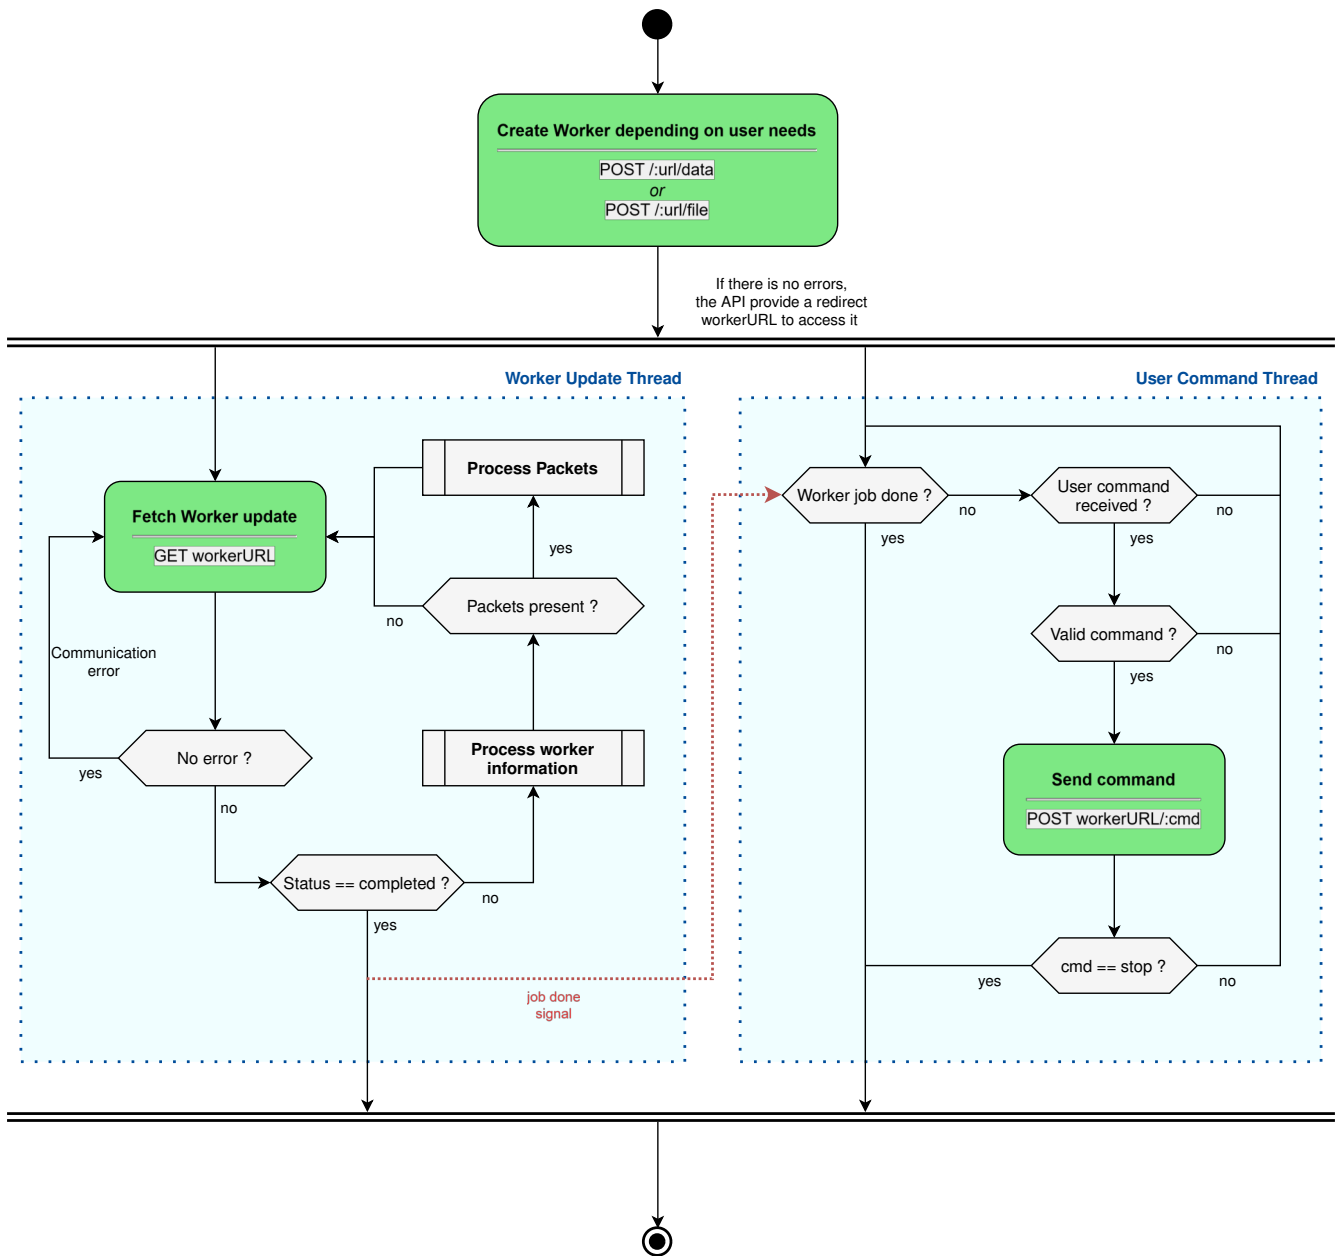 Create Worker depending on user needs
POST /:url/data
or
POST /:url/file
If there is no errors,
the API provide a redirect
workerURL to access it
Worker Update Thread
Process Packets
Fetch Worker update
GET workerURL
yes
Packets present ?
no
Communication
error
No error ?
yes
no
Process worker
information
Status == completed ?
no
yes
job done
signal
User Command Thread
Worker job done ?
no
yes
User command
received ?
no
yes
Valid command ?
no
yes
Send command
POST workerURL/:cmd
cmd == stop ?
yes
no